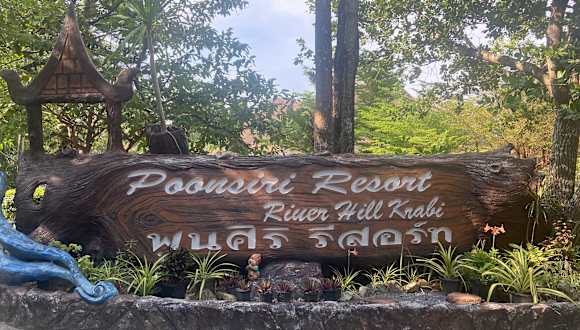 Poonsiri Resort
River Hill Krabi
พูนศิริ รีสอร์ท